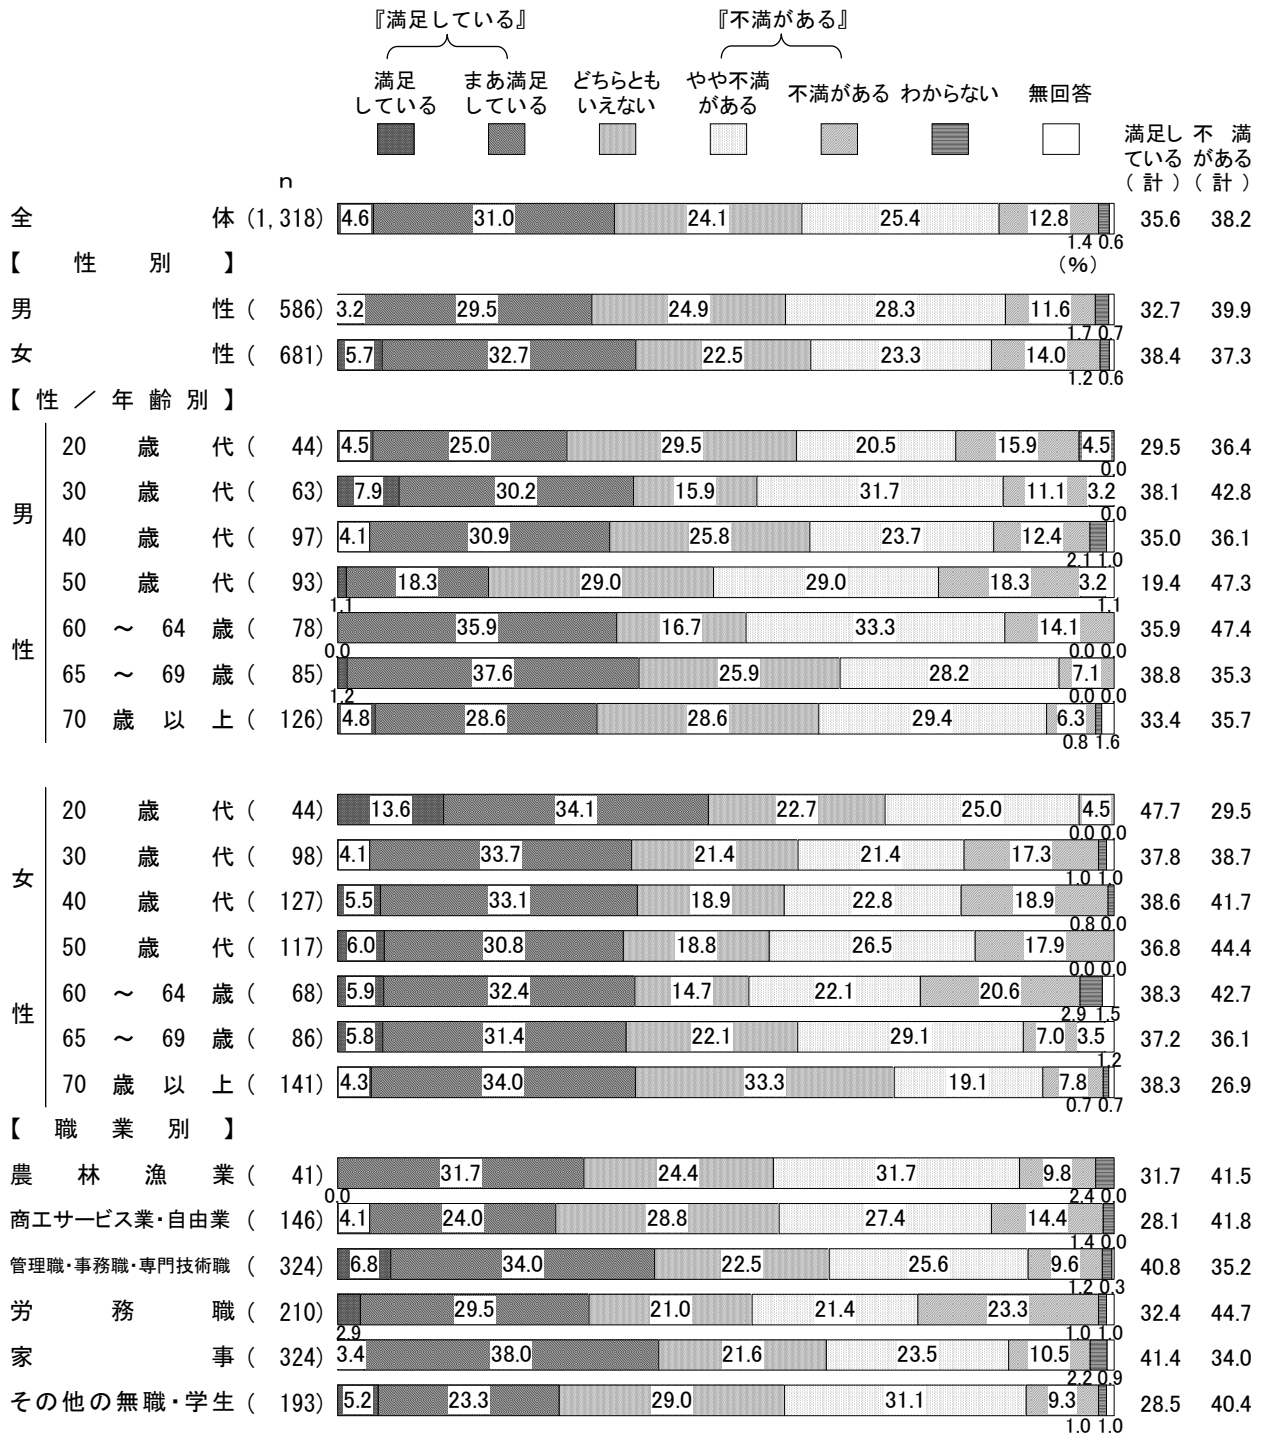 『満足している』 『不満がある』
満足している まあ満足している どちらともいえない やや不満がある 不満がある わからない 無回答
満足している(計) 不満がある(計)
n
全体 (1,318) 4.6 31.0 24.1 25.4 12.8 1.4 0.6 35.6 38.2
【性別】 (%)
男性 (586) 3.2 29.5 24.9 28.3 11.6 1.7 0.7 32.7 39.9
女性 (681) 5.7 32.7 22.5 23.3 14.0 1.2 0.6 38.4 37.3
【性／年齢別】
男性
20歳代 (44) 4.5 25.0 29.5 20.5 15.9 4.5 0.0 29.5 36.4
30歳代 (63) 7.9 30.2 15.9 31.7 11.1 3.2 0.0 38.1 42.8
40歳代 (97) 4.1 30.9 25.8 23.7 12.4 2.1 1.0 35.0 36.1
50歳代 (93) 1.1 18.3 29.0 29.0 18.3 3.2 1.1 19.4 47.3
60～64歳 (78) 0.0 35.9 16.7 33.3 14.1 0.0 0.0 35.9 47.4
65～69歳 (85) 1.2 37.6 25.9 28.2 7.1 0.0 0.0 38.8 35.3
70歳以上 (126) 4.8 28.6 28.6 29.4 6.3 0.8 1.6 33.4 35.7
女性
20歳代 (44) 13.6 34.1 22.7 25.0 4.5 0.0 0.0 47.7 29.5
30歳代 (98) 4.1 33.7 21.4 21.4 17.3 1.0 1.0 37.8 38.7
40歳代 (127) 5.5 33.1 18.9 22.8 18.9 0.8 0.0 38.6 41.7
50歳代 (117) 6.0 30.8 18.8 26.5 17.9 0.0 0.0 36.8 44.4
60～64歳 (68) 5.9 32.4 14.7 22.1 20.6 2.9 1.5 38.3 42.7
65～69歳 (86) 5.8 31.4 22.1 29.1 7.0 3.5 1.2 37.2 36.1
70歳以上 (141) 4.3 34.0 33.3 19.1 7.8 0.7 0.7 38.3 26.9
【職業別】
農林漁業 (41) 0.0 31.7 24.4 31.7 9.8 2.4 0.0 31.7 41.5
商工サービス業・自由業 (146) 4.1 24.0 28.8 27.4 14.4 1.4 0.0 28.1 41.8
管理職・事務職・専門技術職 (324) 6.8 34.0 22.5 25.6 9.6 1.2 0.3 40.8 35.2
労務職 (210) 2.9 29.5 21.0 21.4 23.3 1.0 1.0 32.4 44.7
家事 (324) 3.4 38.0 21.6 23.5 10.5 2.2 0.9 41.4 34.0
その他の無職・学生 (193) 5.2 23.3 29.0 31.1 9.3 1.0 1.0 28.5 40.4